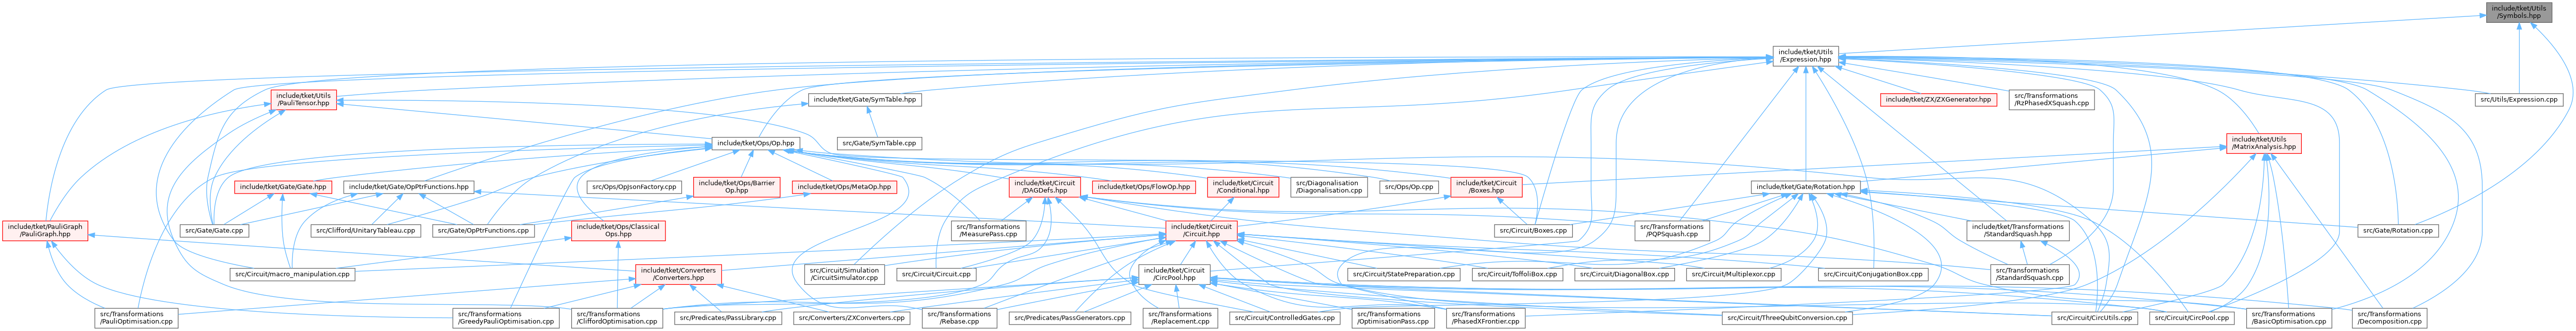 include/tket/Utils
/Symbols.hpp
include/tket/Utils
/Expression.hpp
include/tket/Utils
/PauliTensor.hpp
include/tket/Gate/SymTable.hpp
include/tket/ZX/ZXGenerator.hpp
src/Transformations
/RzPhasedXSquash.cpp
src/Utils/Expression.cpp
include/tket/Ops/Op.hpp
src/Gate/SymTable.cpp
include/tket/Utils
/MatrixAnalysis.hpp
include/tket/Gate/Gate.hpp
include/tket/Gate/OpPtrFunctions.hpp
src/Ops/OpJsonFactory.cpp
include/tket/Ops/Barrier
Op.hpp
include/tket/Ops/MetaOp.hpp
include/tket/Circuit
/DAGDefs.hpp
include/tket/Ops/FlowOp.hpp
include/tket/Circuit
/Conditional.hpp
src/Diagonalisation
/Diagonalisation.cpp
src/Ops/Op.cpp
include/tket/Circuit
/Boxes.hpp
include/tket/Gate/Rotation.hpp
include/tket/PauliGraph
/PauliGraph.hpp
src/Gate/Gate.cpp
src/Clifford/UnitaryTableau.cpp
src/Gate/OpPtrFunctions.cpp
include/tket/Ops/Classical
Ops.hpp
src/Transformations
/MeasurePass.cpp
include/tket/Circuit
/Circuit.hpp
src/Circuit/Boxes.cpp
src/Transformations
/PQPSquash.cpp
include/tket/Transformations
/StandardSquash.hpp
src/Gate/Rotation.cpp
src/Circuit/macro_manipulation.cpp
include/tket/Converters
/Converters.hpp
src/Circuit/Simulation
/CircuitSimulator.cpp
src/Circuit/Circuit.cpp
include/tket/Circuit
/CircPool.hpp
src/Circuit/StatePreparation.cpp
src/Circuit/ToffoliBox.cpp
src/Circuit/DiagonalBox.cpp
src/Circuit/Multiplexor.cpp
src/Circuit/ConjugationBox.cpp
src/Transformations
/StandardSquash.cpp
src/Transformations
/PauliOptimisation.cpp
src/Transformations
/GreedyPauliOptimisation.cpp
src/Transformations
/CliffordOptimisation.cpp
src/Predicates/PassLibrary.cpp
src/Converters/ZXConverters.cpp
src/Transformations
/Rebase.cpp
src/Predicates/PassGenerators.cpp
src/Transformations
/Replacement.cpp
src/Circuit/ControlledGates.cpp
src/Transformations
/OptimisationPass.cpp
src/Transformations
/PhasedXFrontier.cpp
src/Circuit/ThreeQubitConversion.cpp
src/Circuit/CircUtils.cpp
src/Circuit/CircPool.cpp
src/Transformations
/BasicOptimisation.cpp
src/Transformations
/Decomposition.cpp